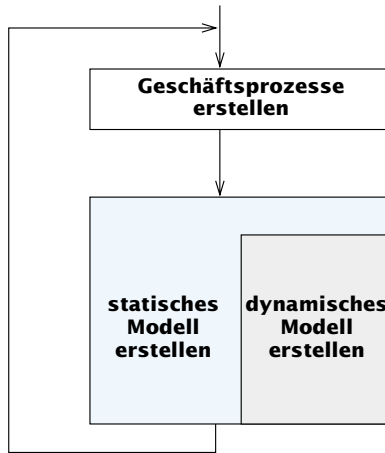 Geschäftsprozesse
erstellen
statisches
Modell
erstellen
dynamisches
Modell
erstellen